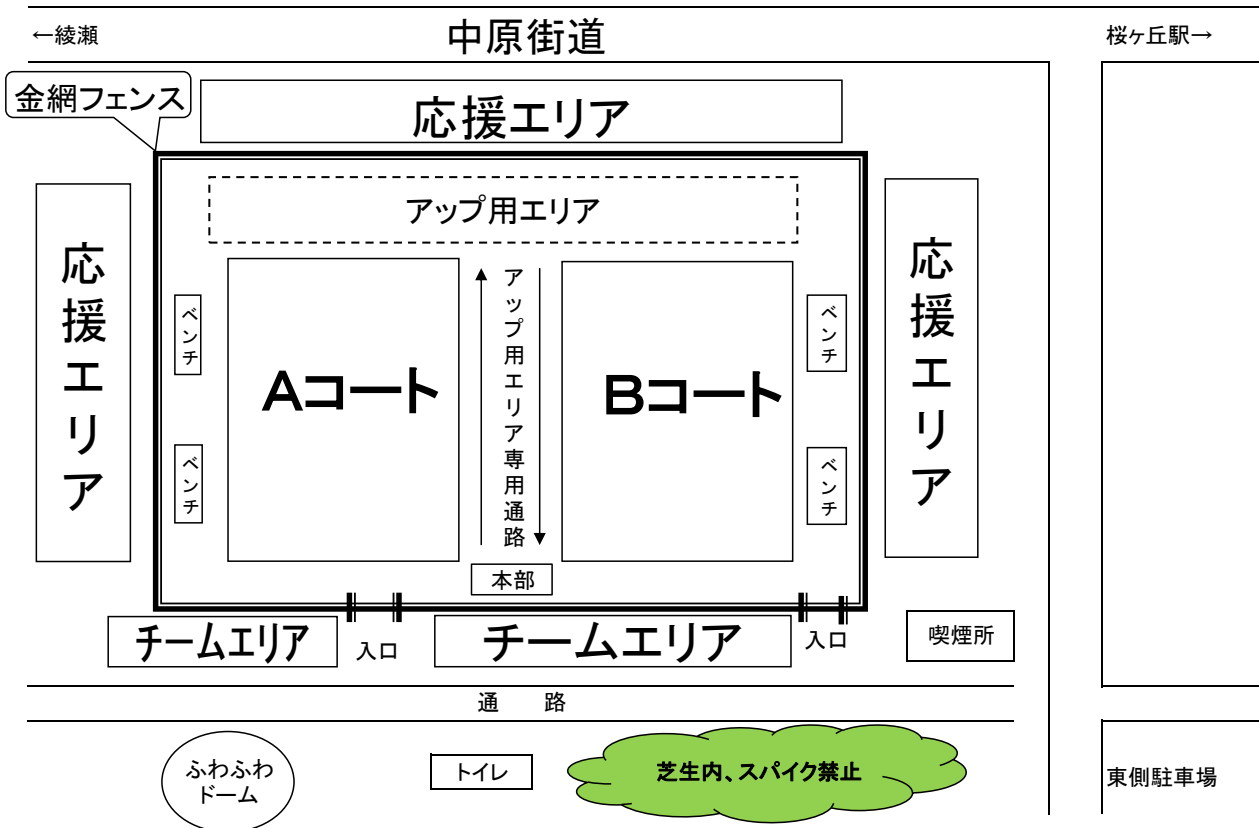 ←綾瀬
中原街道
桜ヶ丘駅→
金網フェンス
応援エリア
アップ用エリア
応援エリア
応援エリア
ベンチ
ベンチ
Aコート
アップ用エリア専用通路
Bコート
ベンチ
ベンチ
本部
チームエリア
入口
チームエリア
入口
喫煙所
通 路
ふわふわ
ドーム
トイレ
芝生内、スパイク禁止
東側駐車場